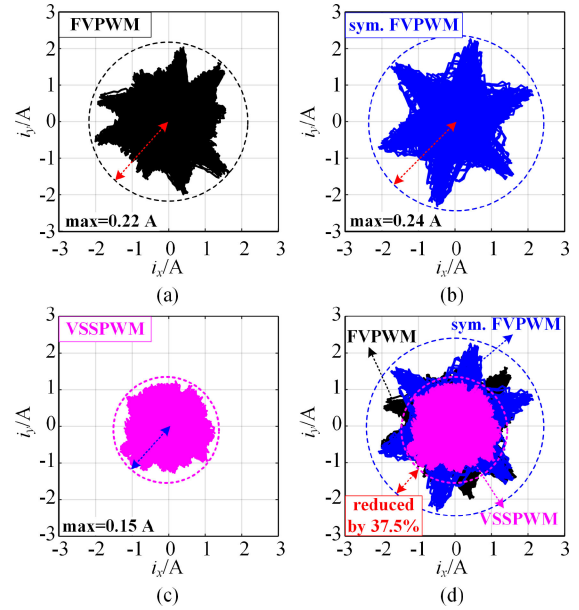 FVPWM
3
2
1
0
-1
-2
-3
i_y/A
max=0.22 A
-3 -2 -1 0 1 2 3
i_x/A
(a)
sym. FVPWM
3
2
1
0
-1
-2
-3
i_y/A
max=0.24 A
-3 -2 -1 0 1 2 3
i_x/A
(b)
VSSPWM
3
2
1
0
-1
-2
-3
i_y/A
max=0.15 A
-3 -2 -1 0 1 2 3
i_x/A
(c)
sym. FVPWM
FVPWM
3
2
1
0
-1
-2
-3
i_y/A
reduced
by 37.5%
VSSPWM
-3 -2 -1 0 1 2 3
i_x/A
(d)